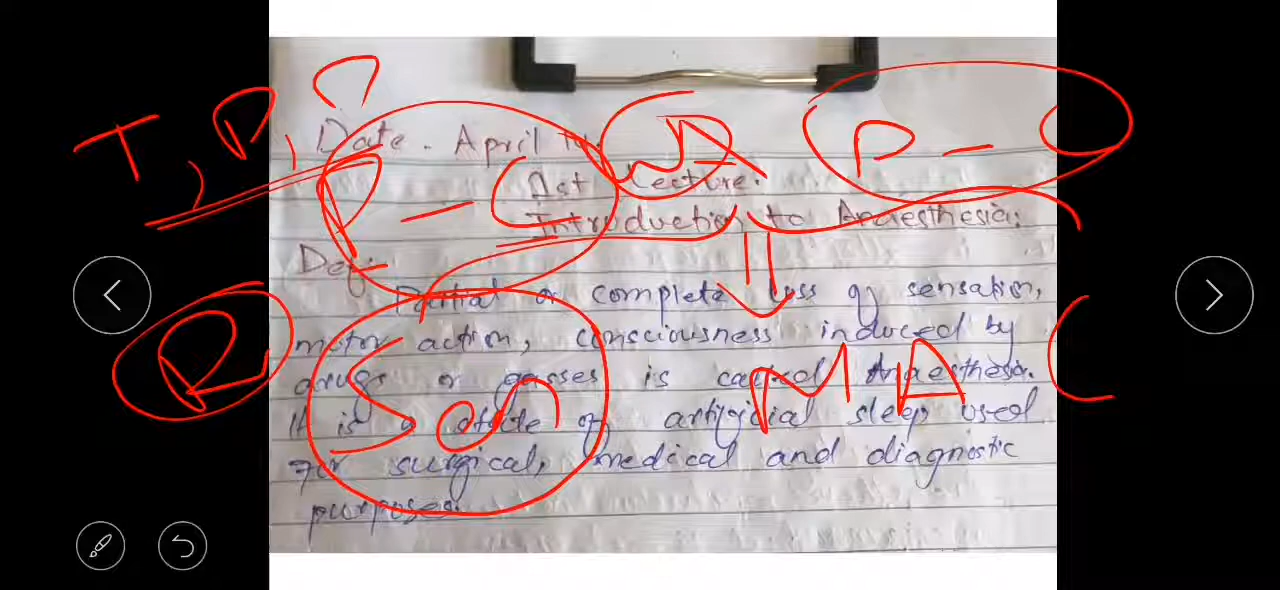 T, D, P
Date. April
P - C
MA
P - C
1st Lecture.
Introduction to Anaesthesia.
Def
Partial or complete loss of sensation,
R
motor action, consciousness induced by
drugs or gasses is called Anaesthesia.
MA
It is a state of artificial sleep used
for surgical, medical and diagnostic
purposes.